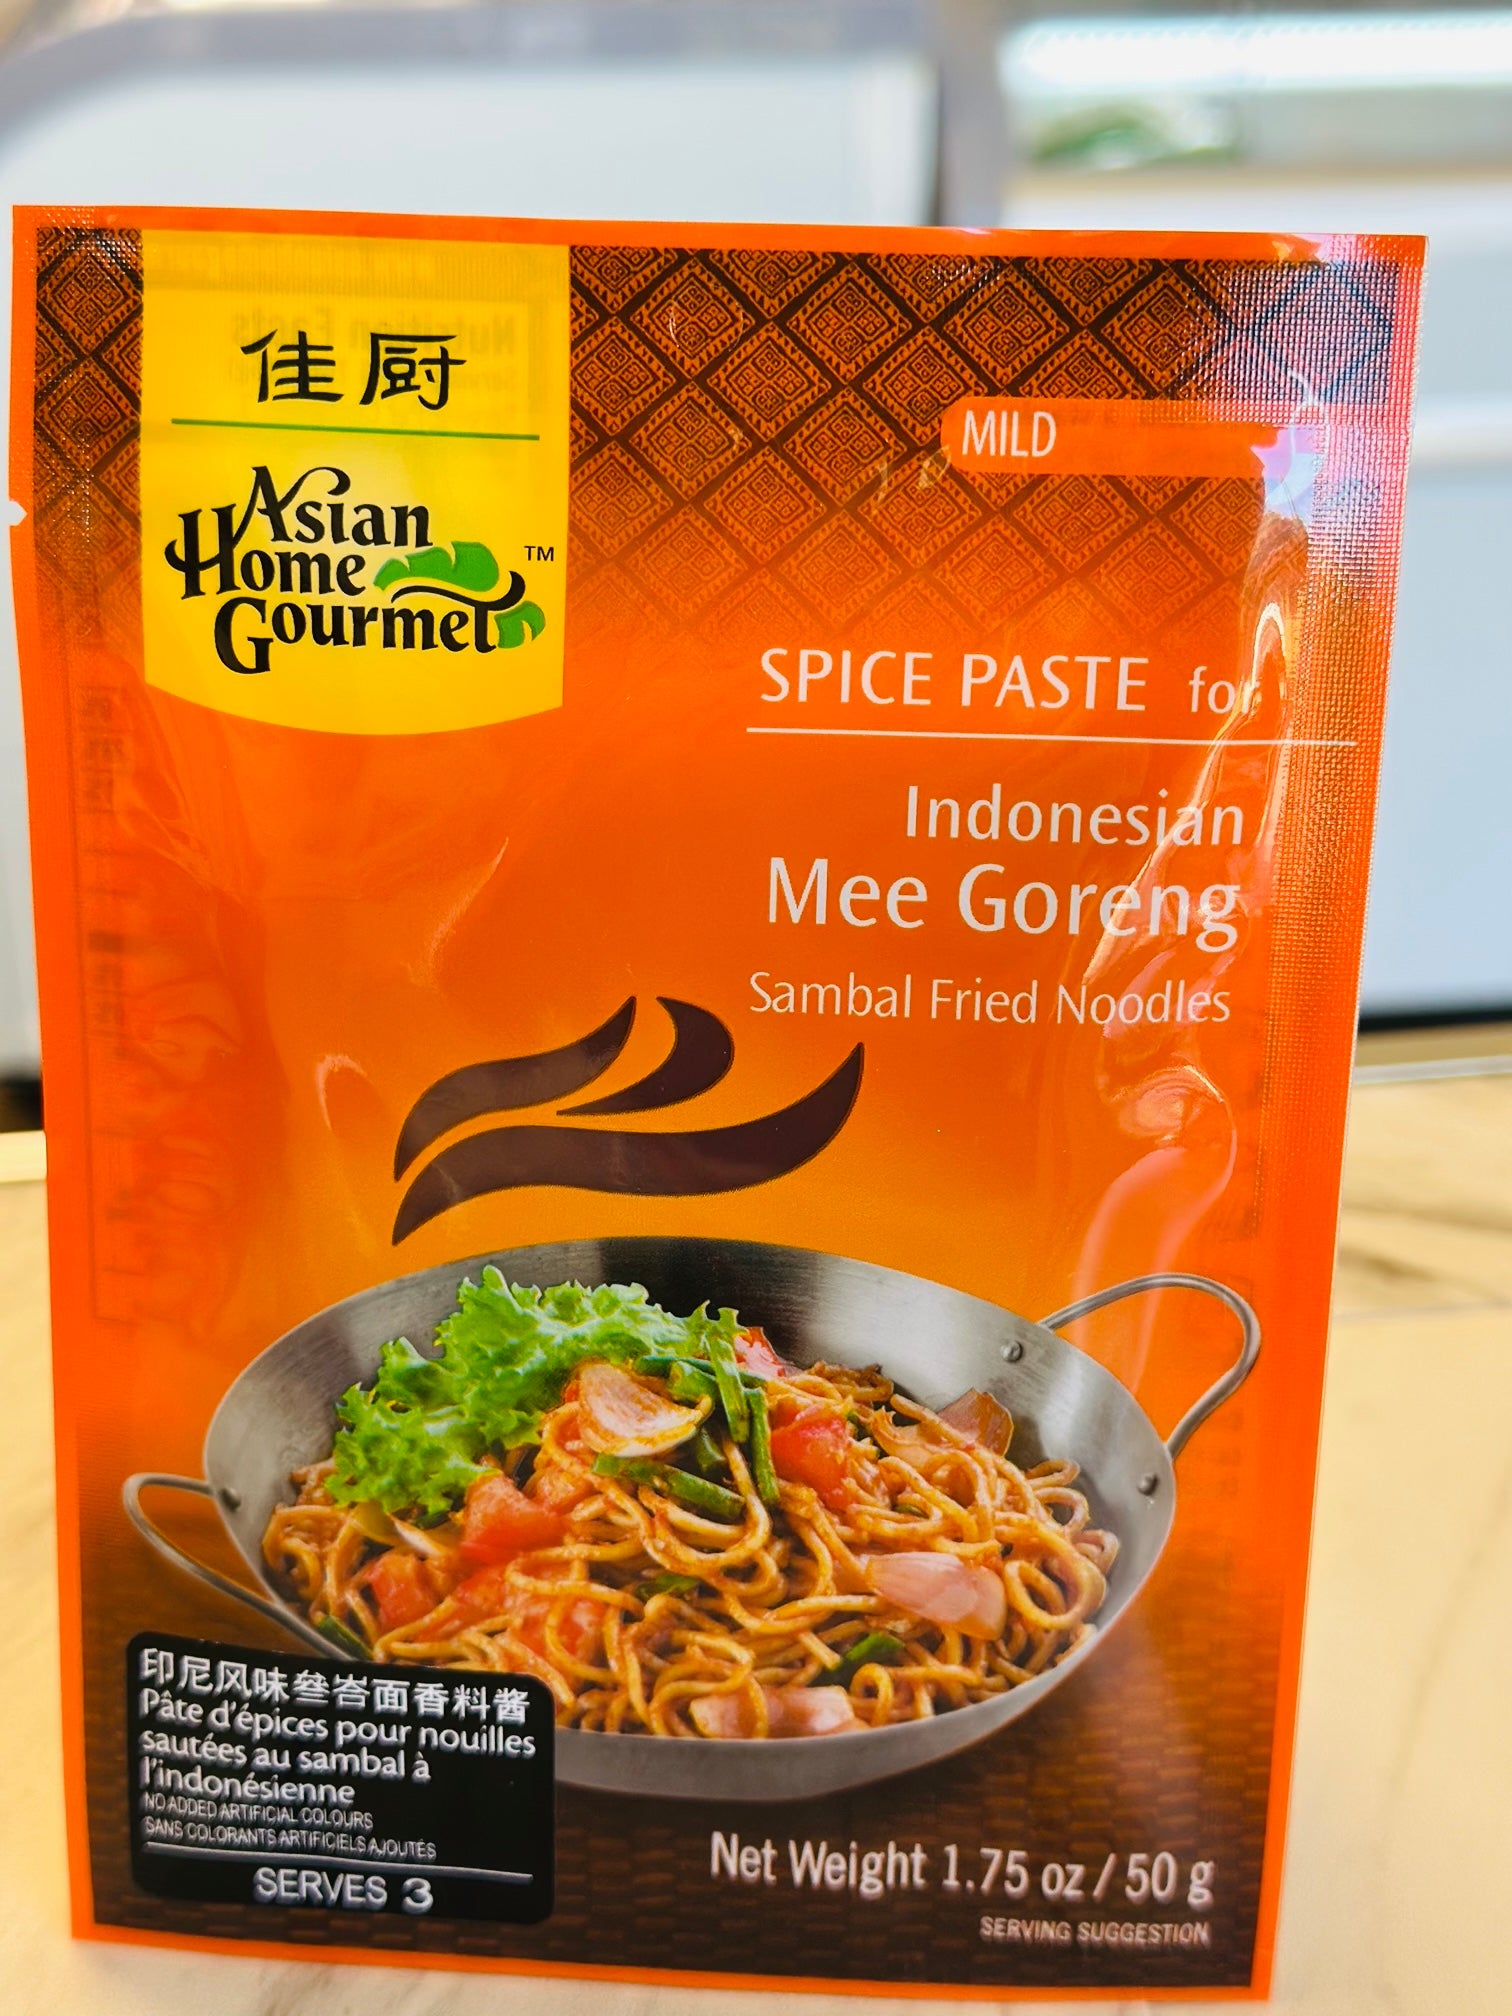 佳厨
Asian
Home
Gourmet™
MILD
SPICE PASTE for
Indonesian
Mee Goreng
Sambal Fried Noodles
印尼风味叁峇面香料酱
Pâte d'épices pour nouilles
sautées au sambal à
l'indonésienne
NO ADDED ARTIFICIAL COLOURS
SANS COLORANTS ARTIFICIELS AJOUTÉS
SERVES 3
Net Weight 1.75 oz / 50 g
SERVING SUGGESTION